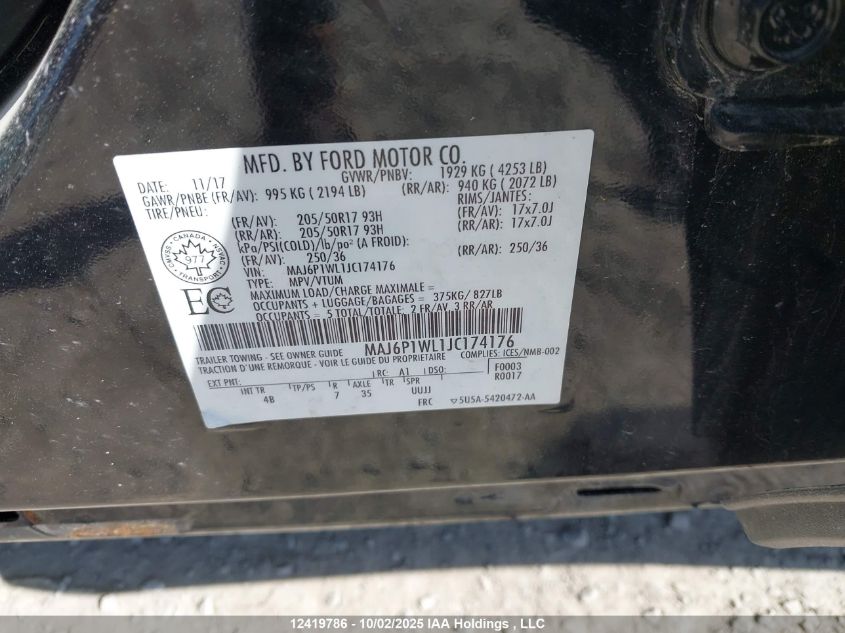 MFD. BY FORD MOTOR CO.
DATE: 11/17 GVWR/PNBV: 1929 KG ( 4253 LB)
GAWR/PNBE (FR/AV): 995 KG ( 2194 LB) (RR/AR): 940 KG ( 2072 LB)
TIRE/PNEU: RIMS/JANTES:
(FR/AV): 205/50R17 93H (FR/AV): 17x7.0J
(RR/AR): 205/50R17 93H (RR/AR): 17x7.0J
kPa/PSI(COLD)/lb/po² (A FROID):
(FR/AV): 250/36 (RR/AR): 250/36
VIN: MAJ6P1WL1JC174176
TYPE: MPV/VTUM
MAXIMUM LOAD/CHARGE MAXIMALE =
OCCUPANTS + LUGGAGE/BAGAGES = 375KG/ 827LB
OCCUPANTS = 5 TOTAL/TOTALE: 2 FR/AV, 3 RR/AR
CANADA
977
TRANSPORT
EC
MAJ6P1WL1JC174176
TRAILER TOWING - SEE OWNER GUIDE COMPLIES: ICES/NMB-002
TRACTION D'UNE REMORQUE - VOIR LE GUIDE DU PROPRIETAIRE
EXT PNT: RC: A1 DSO: F0003
R0017
INT TR TP/PS R AXLE TR SPR
4B 7 35 UUJJ
FRC ▽5U5A-5420472-AA
12419786 - 10/02/2025 IAA Holdings, LLC